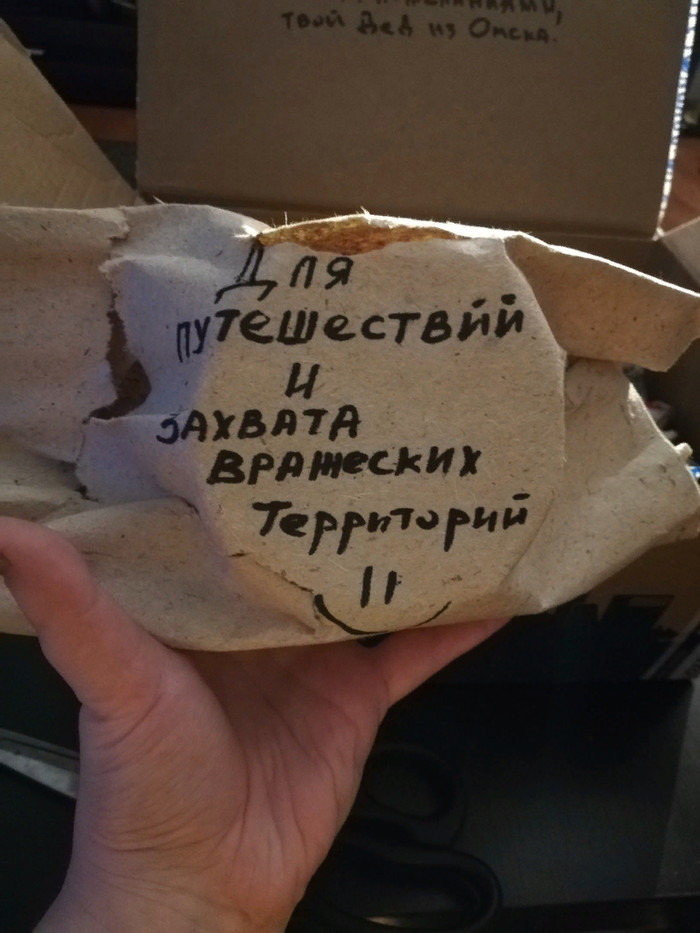 твой Дед из Омска.
Для
путешествий
и
захвата
вражеских
Территорий